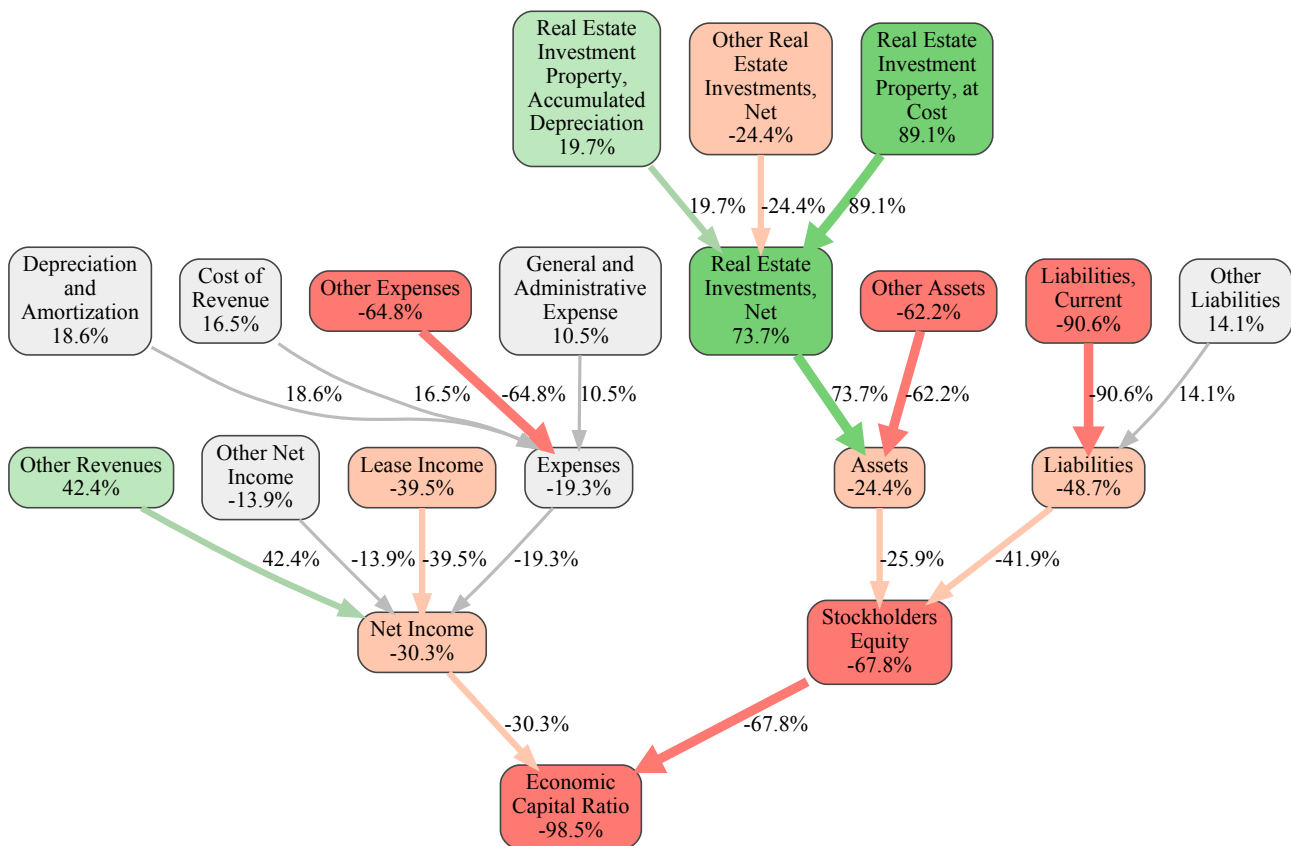 Real Estate
Investment
Property,
Accumulated
Depreciation
19.7%
Other Real
Estate
Investments,
Net
-24.4%
Real Estate
Investment
Property, at
Cost
89.1%
19.7%
-24.4%
89.1%
Depreciation
and
Amortization
18.6%
Cost of
Revenue
16.5%
Other Expenses
-64.8%
General and
Administrative
Expense
10.5%
Real Estate
Investments,
Net
73.7%
Other Assets
-62.2%
Liabilities,
Current
-90.6%
Other
Liabilities
14.1%
18.6%
16.5%
-64.8%
10.5%
73.7%
-62.2%
-90.6%
14.1%
Other Revenues
42.4%
Other Net
Income
-13.9%
Lease Income
-39.5%
Expenses
-19.3%
Assets
-24.4%
Liabilities
-48.7%
42.4%
-13.9%
-39.5%
-19.3%
-25.9%
-41.9%
Net Income
-30.3%
Stockholders
Equity
-67.8%
-30.3%
-67.8%
Economic
Capital Ratio
-98.5%